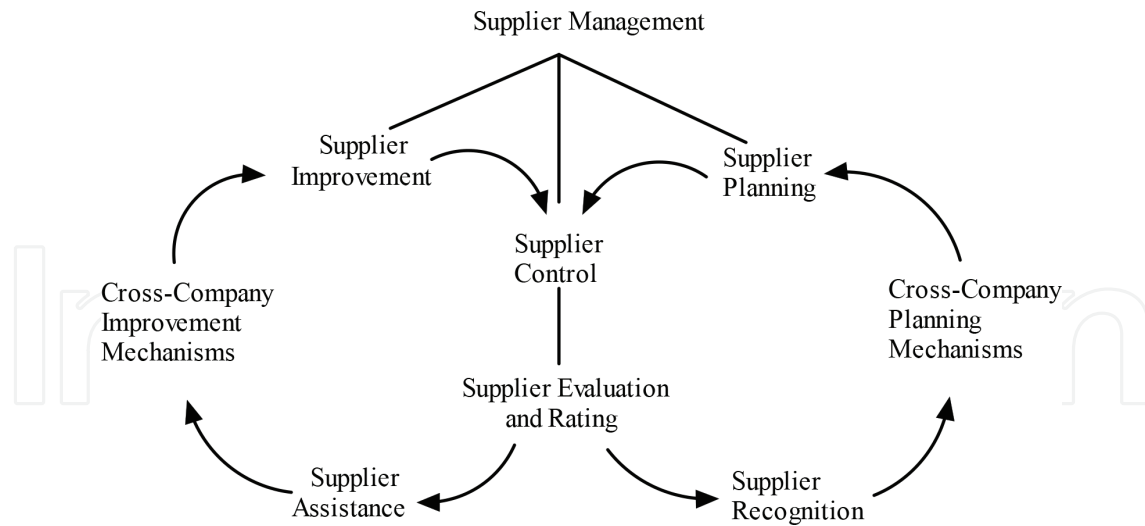 Supplier Management
Supplier
Improvement
Supplier
Planning
Supplier
Control
Cross-Company
Improvement
Mechanisms
Cross-Company
Planning
Mechanisms
Supplier Evaluation
and Rating
Supplier
Assistance
Supplier
Recognition